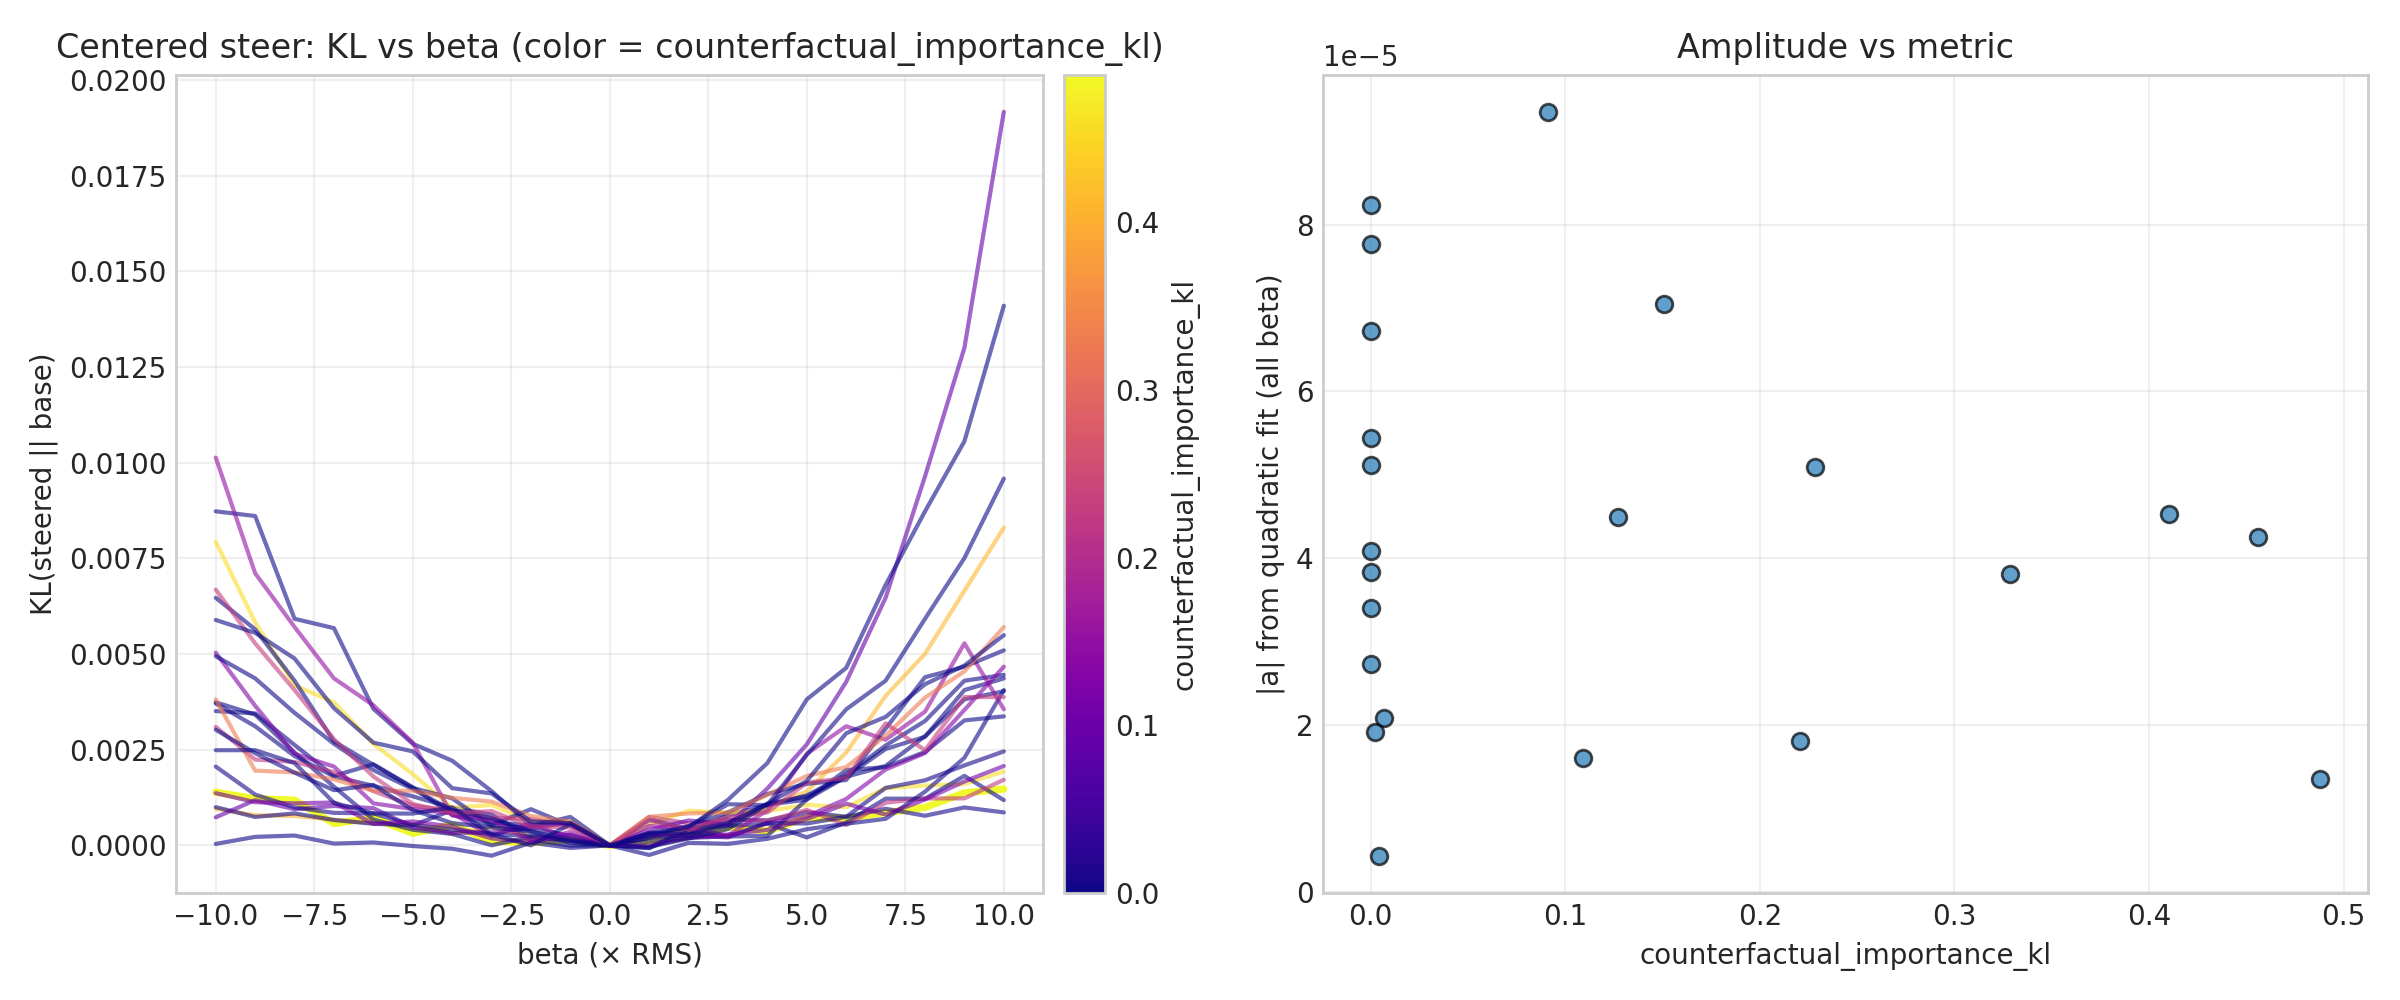 Centered steer: KL vs beta (color = counterfactual_importance_kl)
KL(steered || base)
0.0200
0.0175
0.0150
0.0125
0.0100
0.0075
0.0050
0.0025
0.0000
−10.0 −7.5 −5.0 −2.5 0.0 2.5 5.0 7.5 10.0
beta (× RMS)
0.4
0.3
0.2
0.1
0.0
counterfactual_importance_kl
Amplitude vs metric
1e−5
|a| from quadratic fit (all beta)
8
6
4
2
0
0.0 0.1 0.2 0.3 0.4 0.5
counterfactual_importance_kl